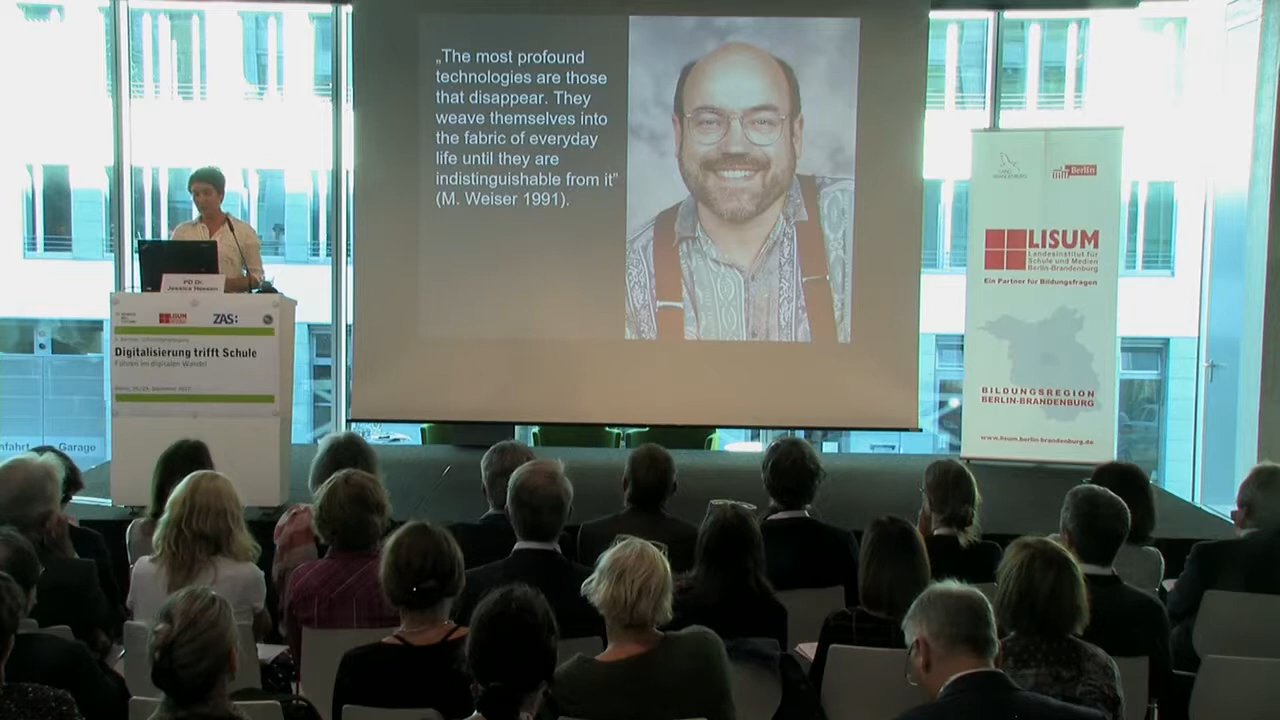 „The most profound
technologies are those
that disappear. They
weave themselves into
the fabric of everyday
life until they are
indistinguishable from it”
(M. Weiser 1991).
LAND
BRANDENBURG
Berlin
LISUM
Landesinstitut für
Schule und Medien
Berlin-Brandenburg
Ein Partner für Bildungsfragen
BILDUNGSREGION
BERLIN-BRANDENBURG
www.lisum.berlin-brandenburg.de
PD Dr.
Jessica Heesen
LISUM
ZAS:
Digitalisierung trifft Schule
Führen im digitalen Wandel
nfahrt
Garage